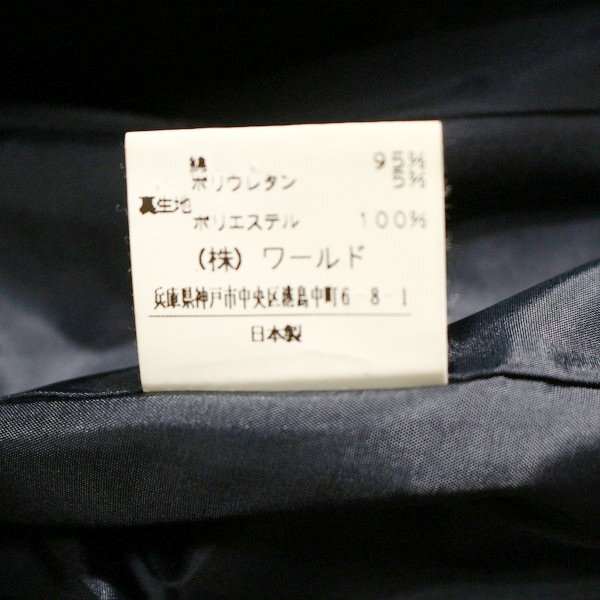 綿 95%
ポリウレタン 5%
裏生地
ポリエステル 100%
(株) ワールド
兵庫県神戸市中央区港島中町6-8-1
日本製